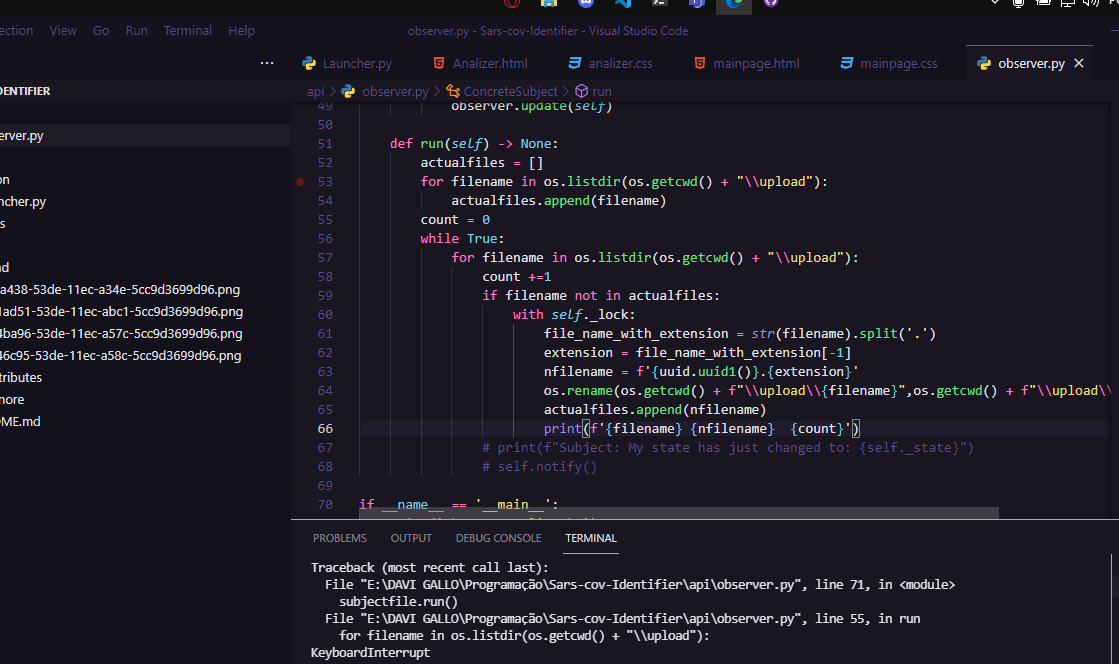 ection View Go Run Terminal Help observer.py - Sars-cov-Identifier - Visual Studio Code
··· Launcher.py Analizer.html analizer.css mainpage.html mainpage.css observer.py ×
DENTIFIER
api > observer.py > ConcreteSubject > run
erver.py
on
ncher.py
s
d
a438-53de-11ec-a34e-5cc9d3699d96.png
1ad51-53de-11ec-abc1-5cc9d3699d96.png
4ba96-53de-11ec-a57c-5cc9d3699d96.png
46c95-53de-11ec-a58c-5cc9d3699d96.png
tributes
nore
ME.md
49 observer.update(self)
50
51 def run(self) -> None:
52 actualfiles = []
53 for filename in os.listdir(os.getcwd() + "\\upload"):
54 actualfiles.append(filename)
55 count = 0
56 while True:
57 for filename in os.listdir(os.getcwd() + "\\upload"):
58 count +=1
59 if filename not in actualfiles:
60 with self._lock:
61 file_name_with_extension = str(filename).split('.')
62 extension = file_name_with_extension[-1]
63 nfilename = f'{uuid.uuid1()}.{extension}'
64 os.rename(os.getcwd() + f"\\upload\\{filename}",os.getcwd() + f"\\upload\\
65 actualfiles.append(nfilename)
66 print(f'{filename} {nfilename}  {count}')
67 # print(f"Subject: My state has just changed to: {self._state}")
68 # self.notify()
69
70 if __name__ == '__main__':
PROBLEMS OUTPUT DEBUG CONSOLE TERMINAL
Traceback (most recent call last):
File "E:\DAVI GALLO\Programação\Sars-cov-Identifier\api\observer.py", line 71, in <module>
subjectfile.run()
File "E:\DAVI GALLO\Programação\Sars-cov-Identifier\api\observer.py", line 55, in run
for filename in os.listdir(os.getcwd() + "\\upload"):
KeyboardInterrupt